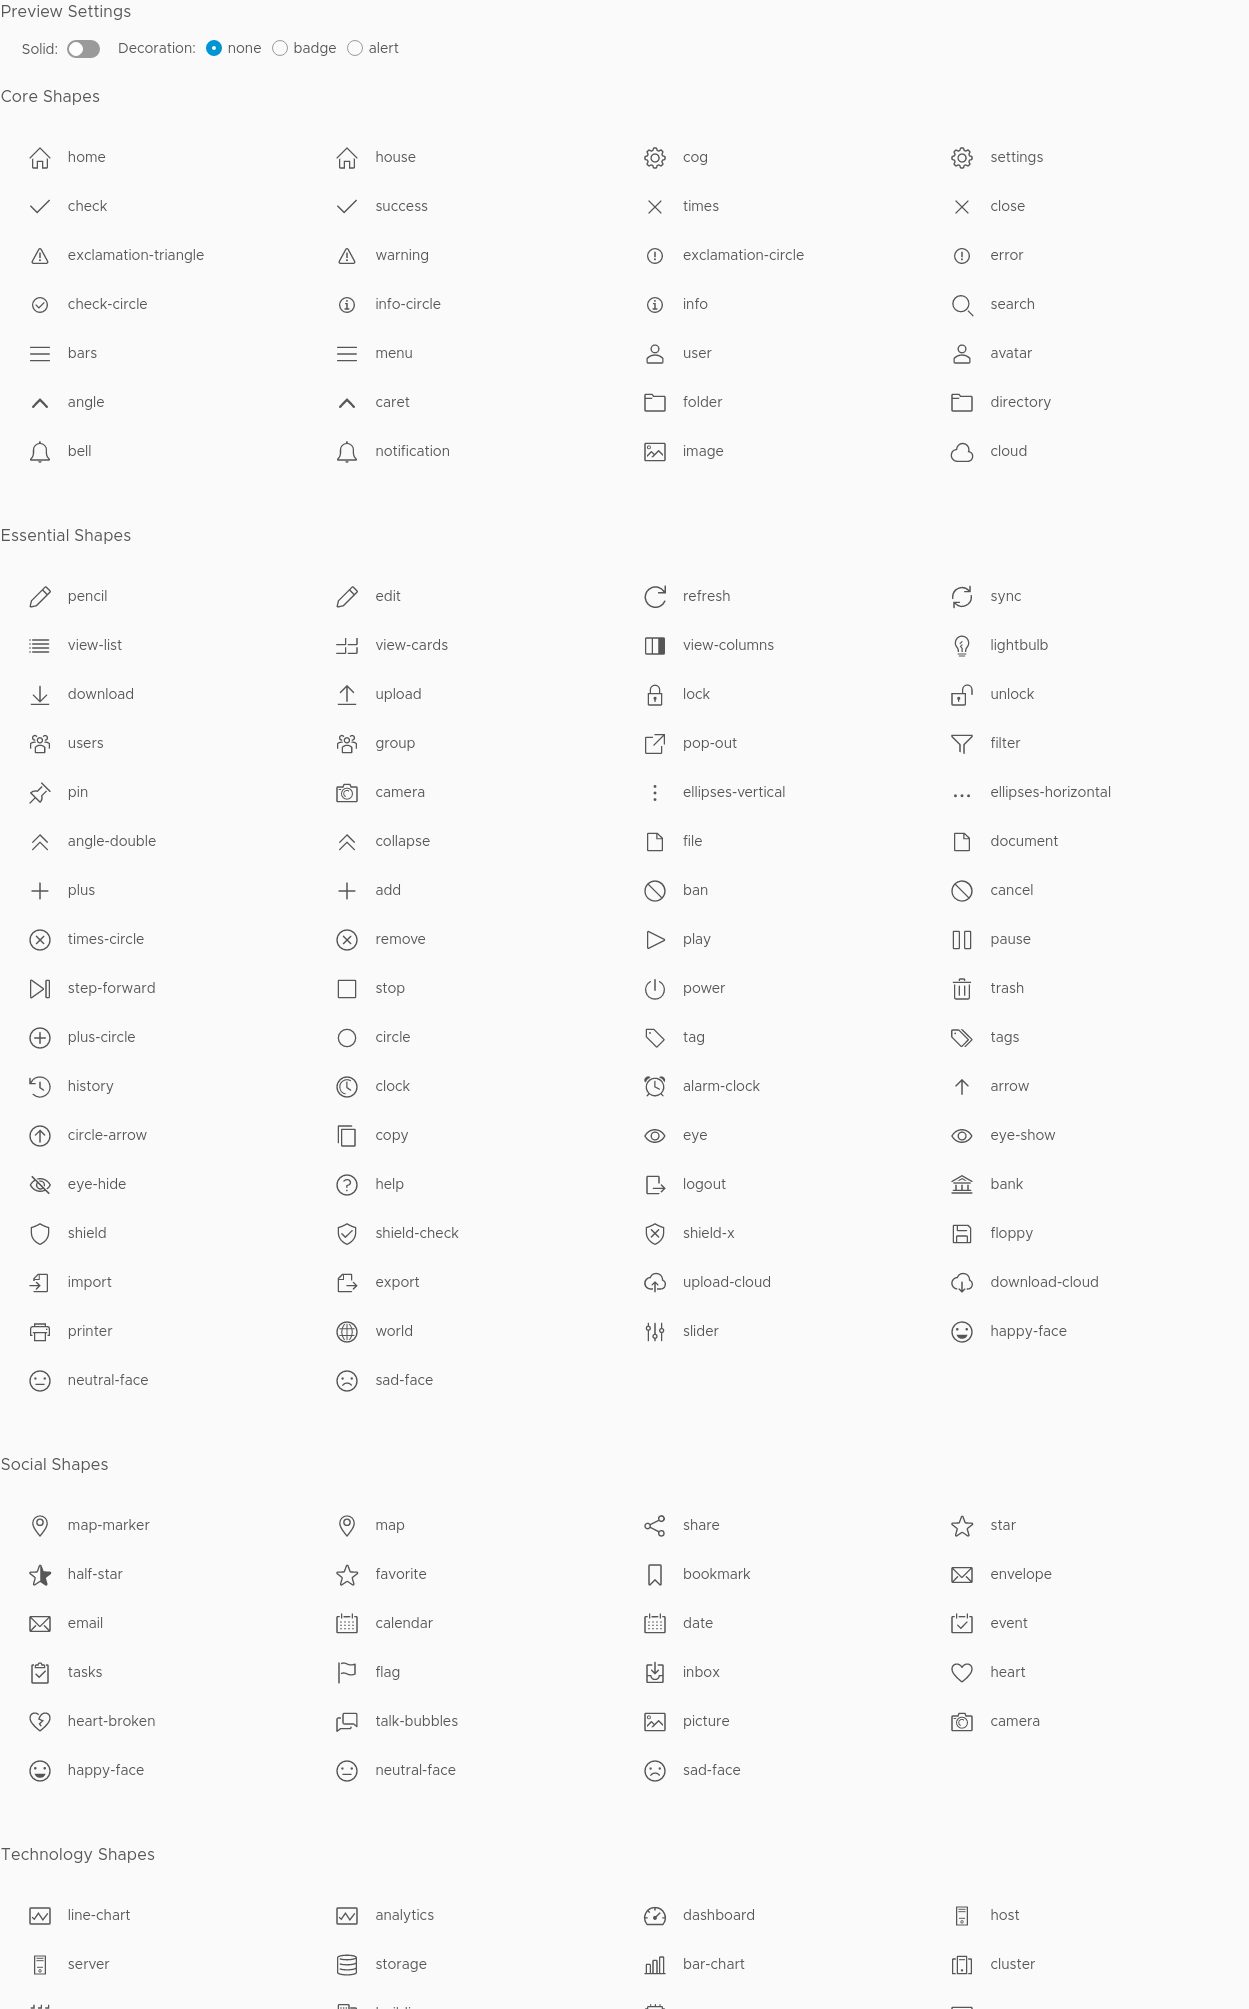 Preview Settings
Solid: Decoration: none badge alert
Core Shapes
home house cog settings
check success times close
exclamation-triangle warning exclamation-circle error
check-circle info-circle info search
bars menu user avatar
angle caret folder directory
bell notification image cloud
Essential Shapes
pencil edit refresh sync
view-list view-cards view-columns lightbulb
download upload lock unlock
users group pop-out filter
pin camera ellipses-vertical ellipses-horizontal
angle-double collapse file document
plus add ban cancel
times-circle remove play pause
step-forward stop power trash
plus-circle circle tag tags
history clock alarm-clock arrow
circle-arrow copy eye eye-show
eye-hide help logout bank
shield shield-check shield-x floppy
import export upload-cloud download-cloud
printer world slider happy-face
neutral-face sad-face
Social Shapes
map-marker map share star
half-star favorite bookmark envelope
email calendar date event
tasks flag inbox heart
heart-broken talk-bubbles picture camera
happy-face neutral-face sad-face
Technology Shapes
line-chart analytics dashboard host
server storage bar-chart cluster